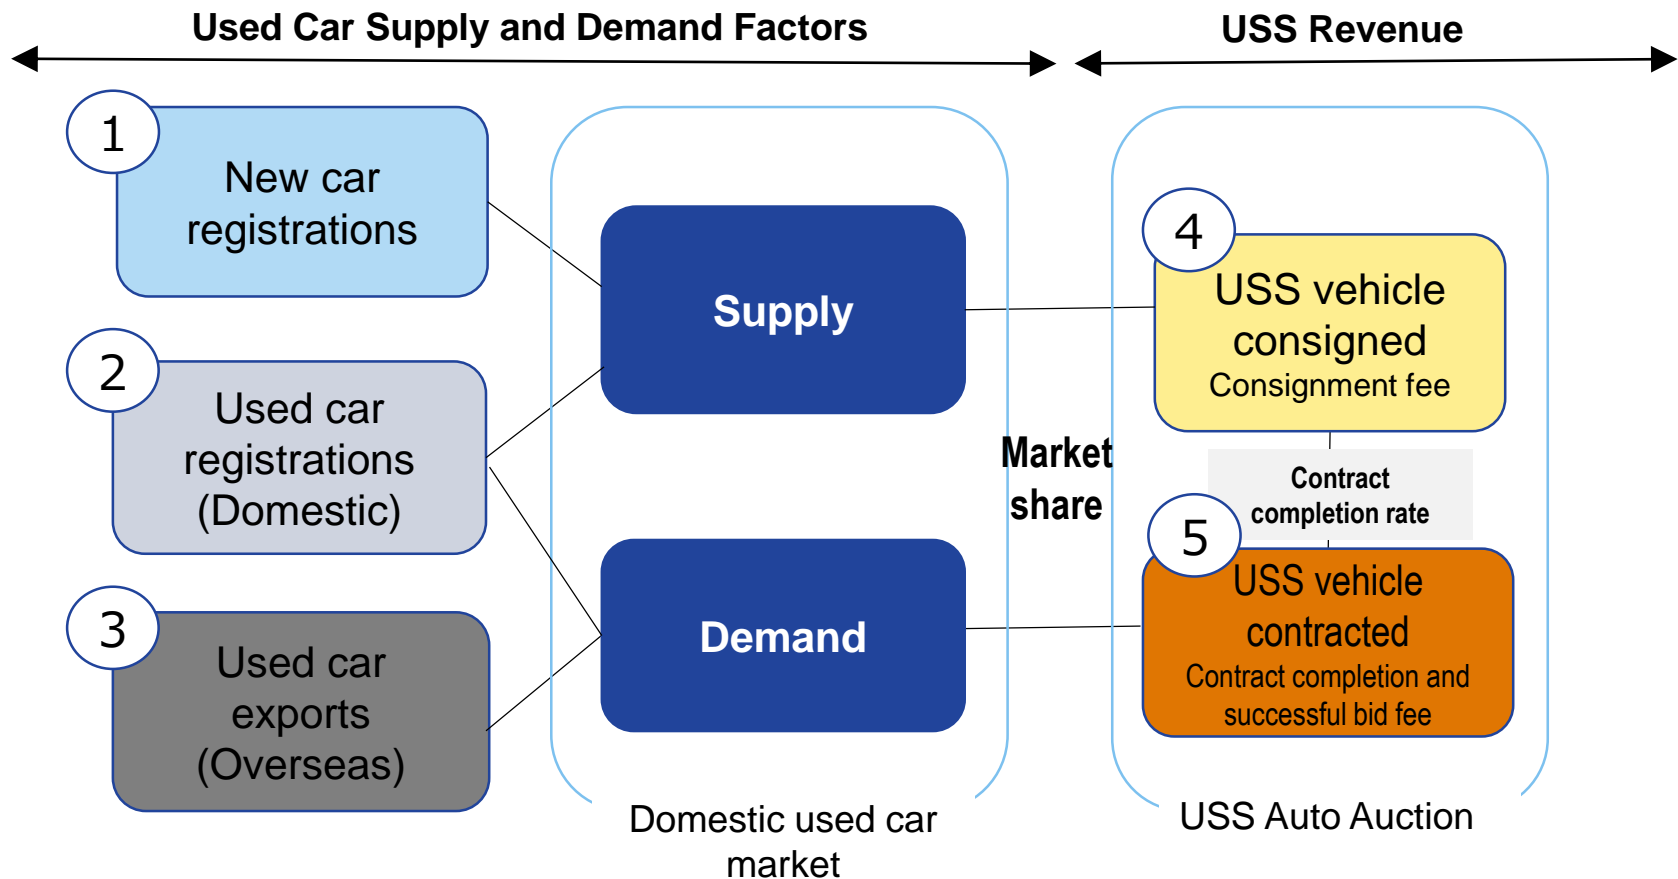 Used Car Supply and Demand Factors
USS Revenue
1
New car
registrations
2
Used car
registrations
(Domestic)
3
Used car
exports
(Overseas)
Supply
Demand
Domestic used car
market
Market
share
4
USS vehicle
consigned
Consignment fee
Contract
completion rate
5
USS vehicle
contracted
Contract completion and
successful bid fee
USS Auto Auction